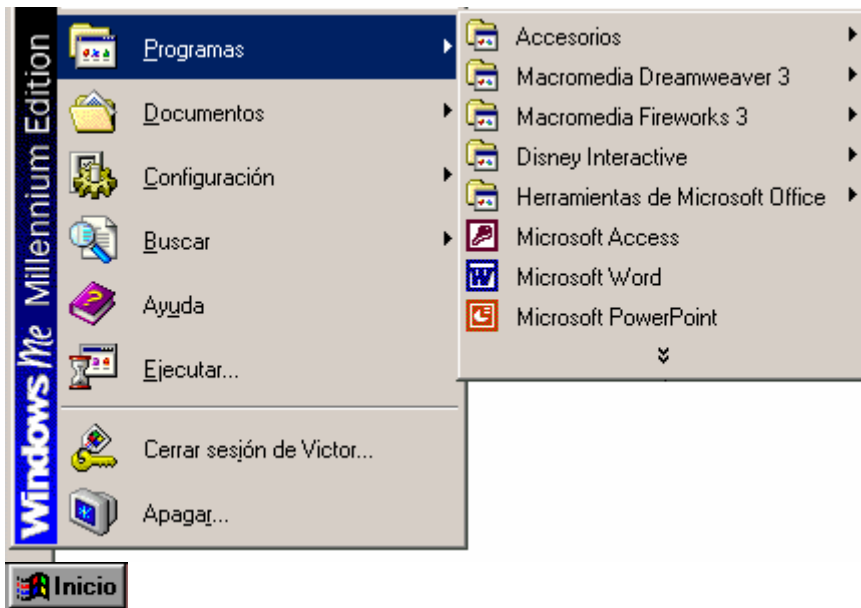 Windows Me Millennium Edition
Programas
Documentos
Configuración
Buscar
Ayuda
Ejecutar...
Cerrar sesión de Victor...
Apagar...
Inicio
Accesorios
Macromedia Dreamweaver 3
Macromedia Fireworks 3
Disney Interactive
Herramientas de Microsoft Office
Microsoft Access
Microsoft Word
Microsoft PowerPoint